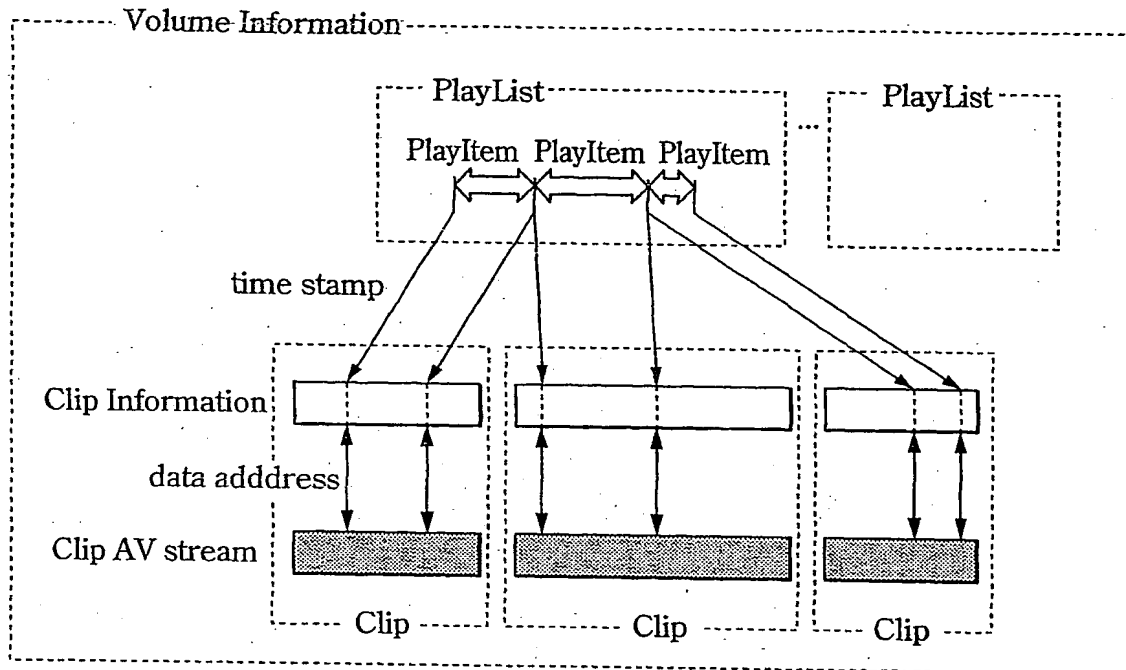 Volume Information
PlayList
PlayList
...
PlayItem PlayItem PlayItem
time stamp
Clip Information
data adddress
Clip AV stream
Clip
Clip
Clip